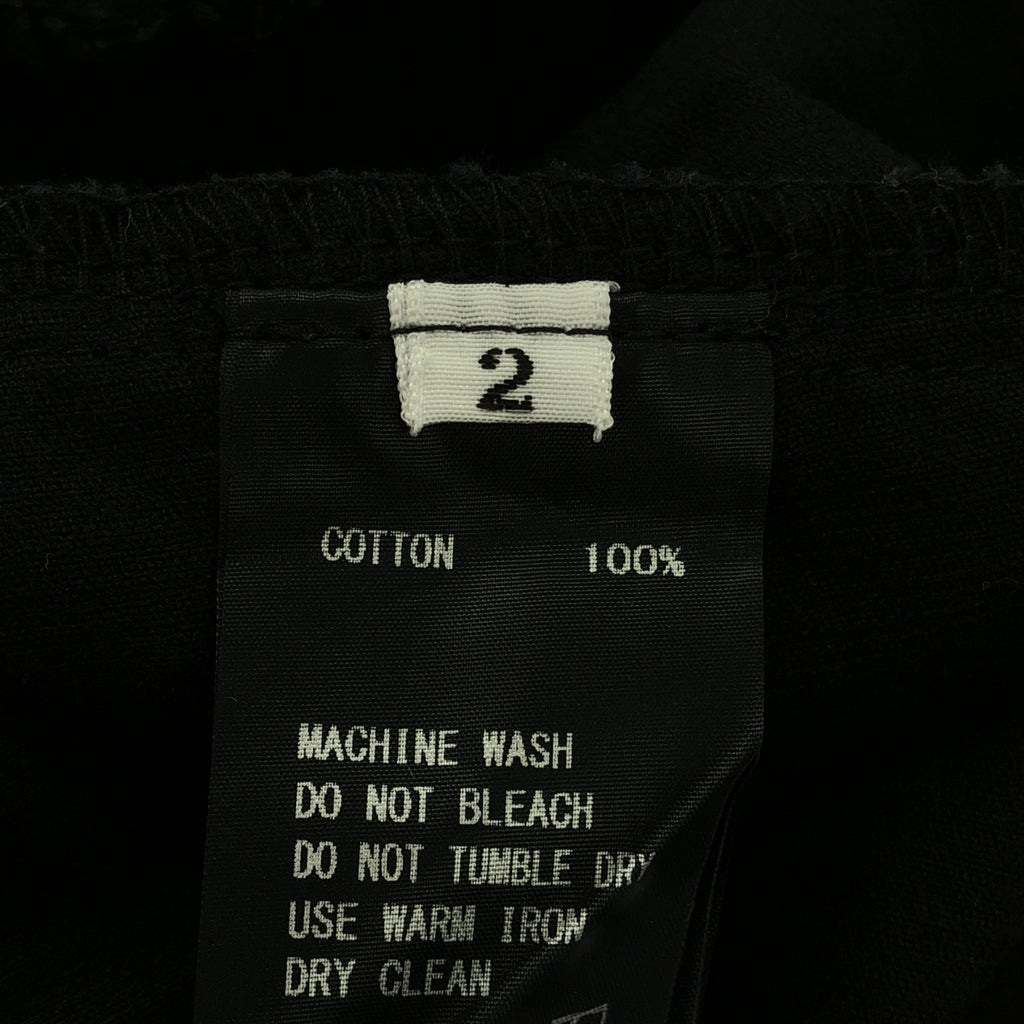 2
COTTON 100%
MACHINE WASH
DO NOT BLEACH
DO NOT TUMBLE DRY
USE WARM IRON
DRY CLEAN